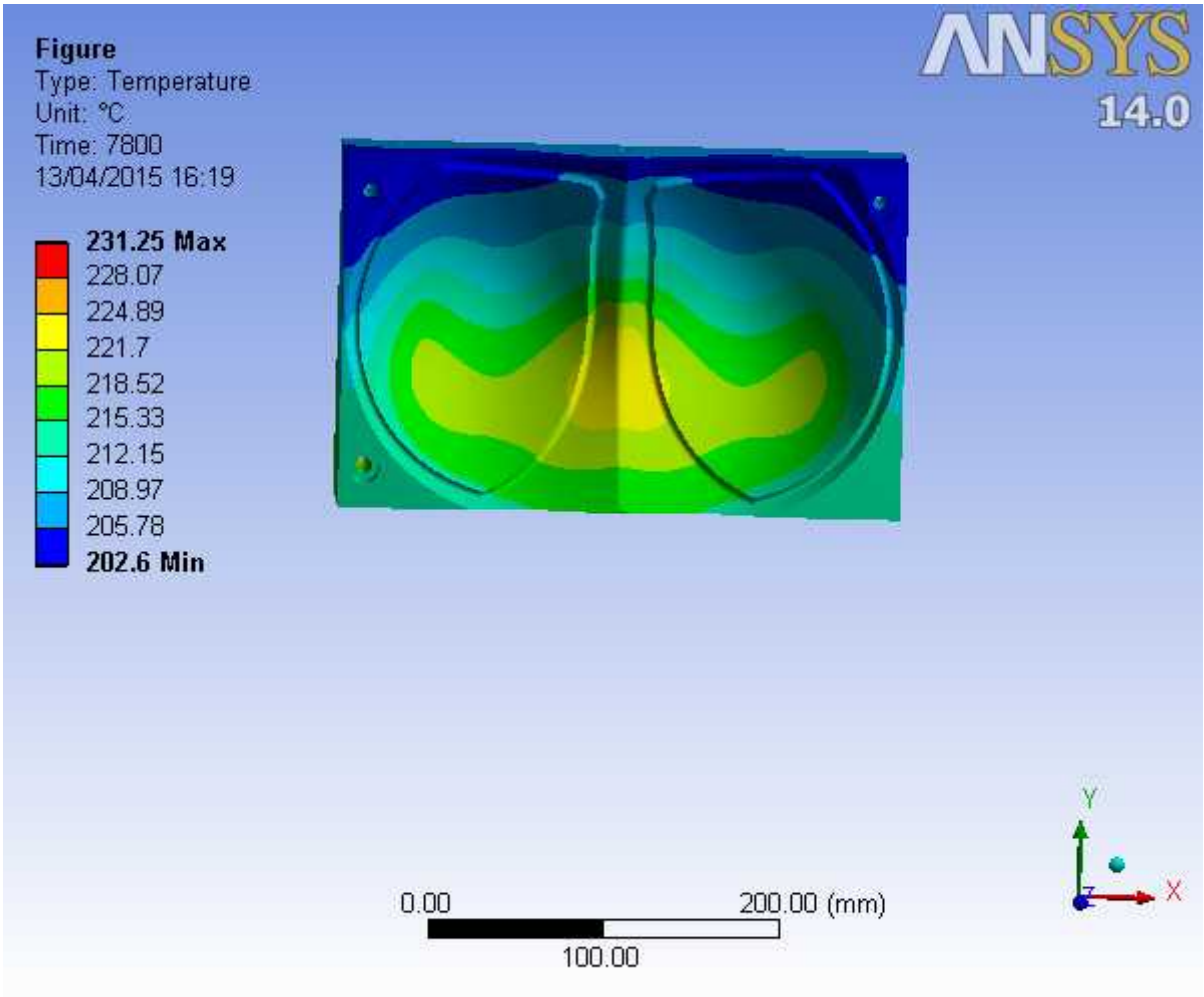 Figure
Type: Temperature
Unit: °C
Time: 7800
13/04/2015 16:19
ANSYS
14.0
231.25 Max
228.07
224.89
221.7
218.52
215.33
212.15
208.97
205.78
202.6 Min
0.00
200.00 (mm)
100.00
Y
Z
X